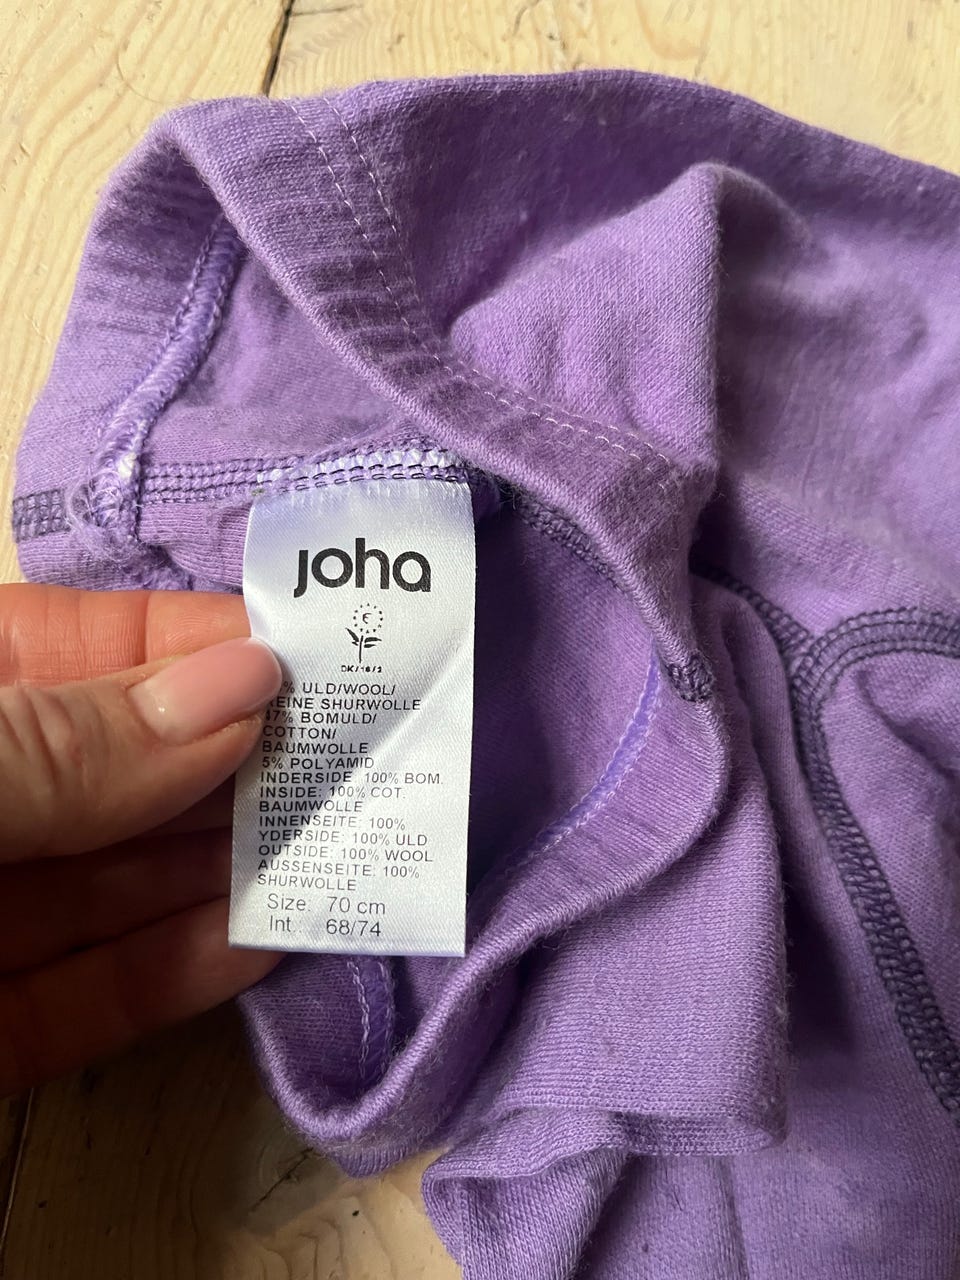 joha
€
DK/16/2
% ULD/WOOL/
REINE SHURWOLLE
47% BOMULD/
COTTON/
BAUMWOLLE
5% POLYAMID
INDERSIDE: 100% BOM.
INSIDE: 100% COT.
BAUMWOLLE
INNENSEITE: 100%
YDERSIDE: 100% ULD
OUTSIDE: 100% WOOL
AUSSENSEITE: 100%
SHURWOLLE
Size: 70 cm
Int.: 68/74